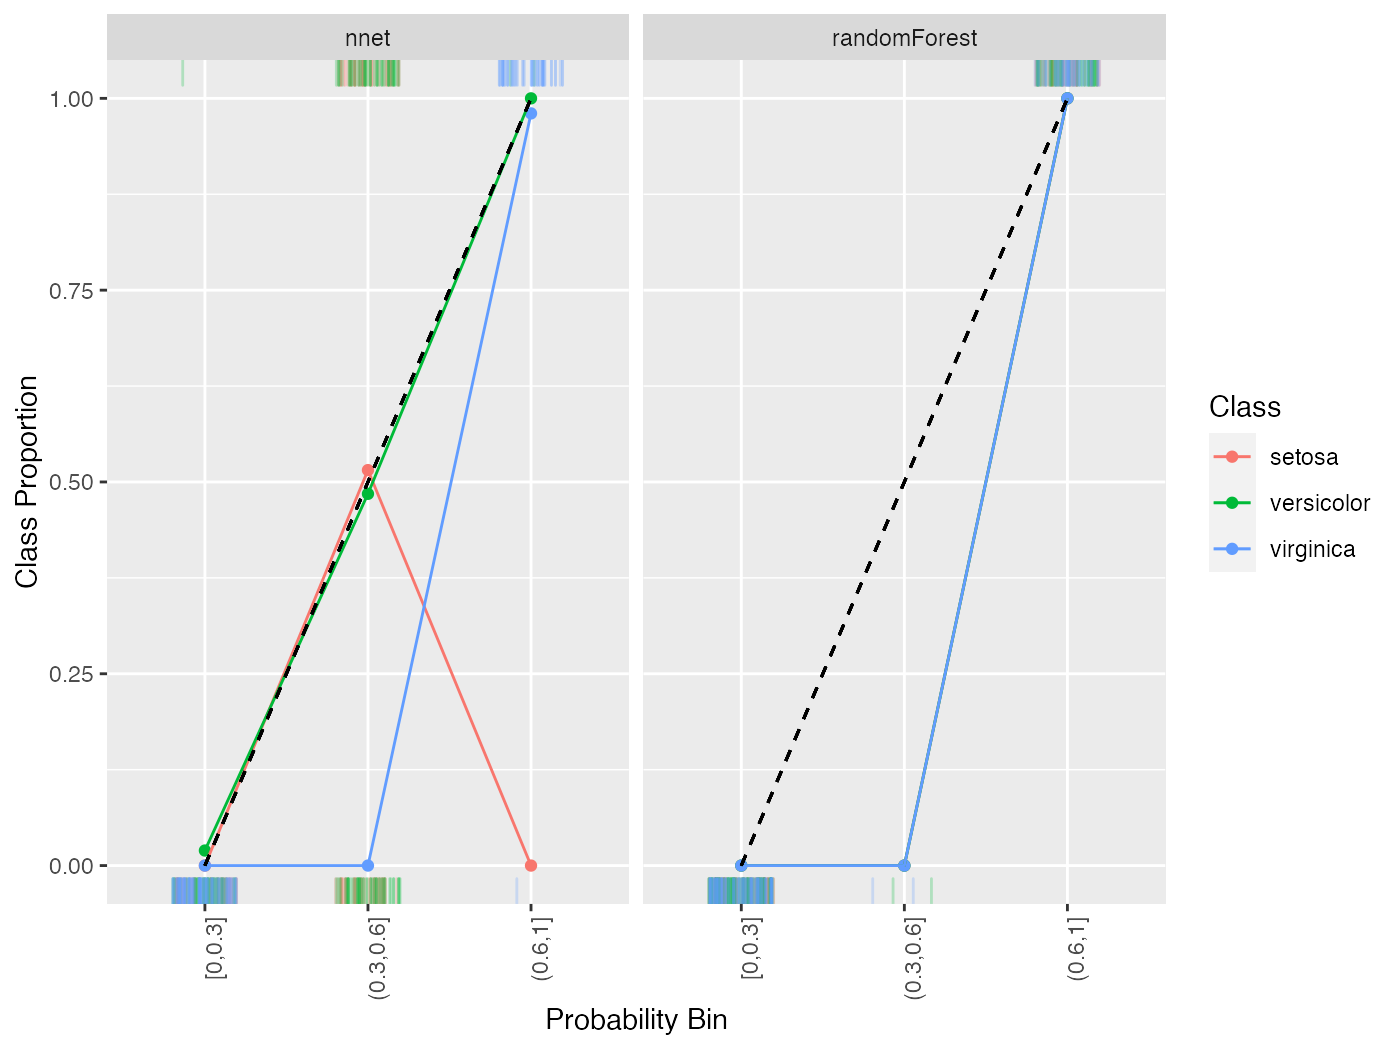 nnet
randomForest
1.00
0.75
0.50
0.25
0.00
Class Proportion
[0,0.3]
(0.3,0.6]
(0.6,1]
[0,0.3]
(0.3,0.6]
(0.6,1]
Probability Bin
Class
setosa
versicolor
virginica